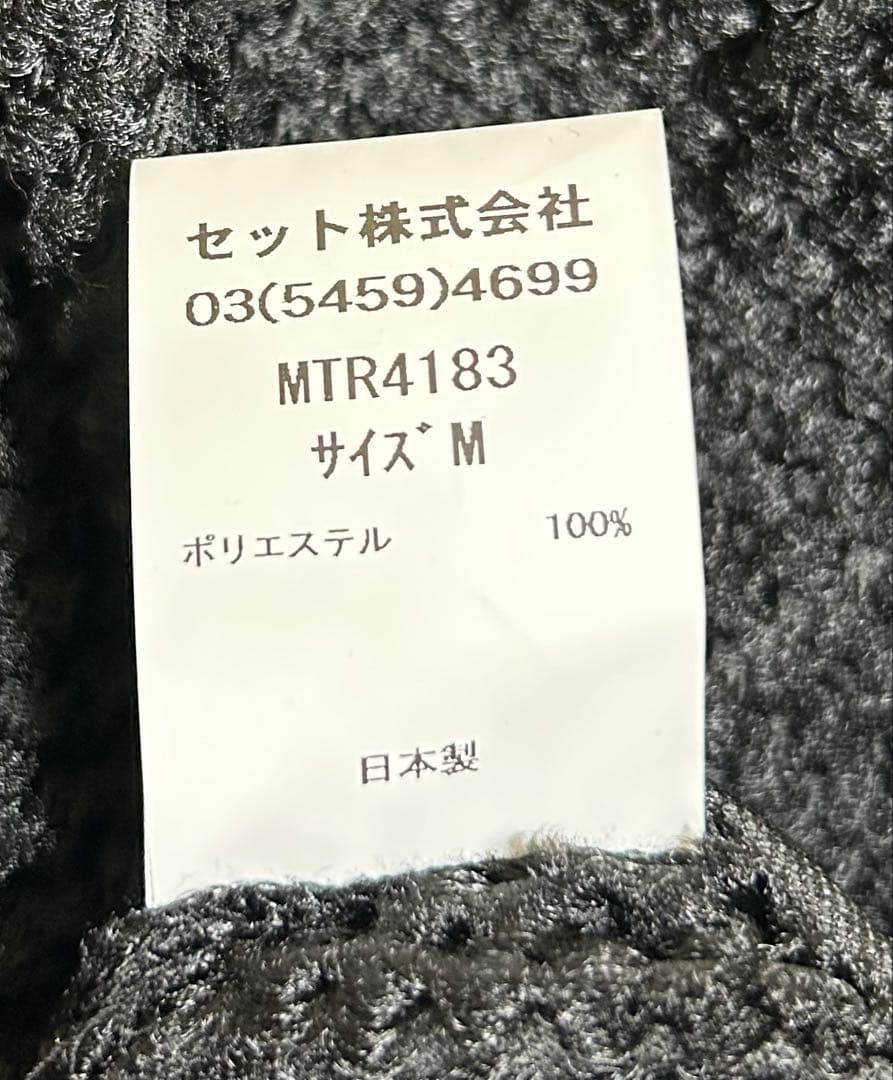 セット株式会社
03(5459)4699
MTR4183
サイズ M
ポリエステル 100%
日本製